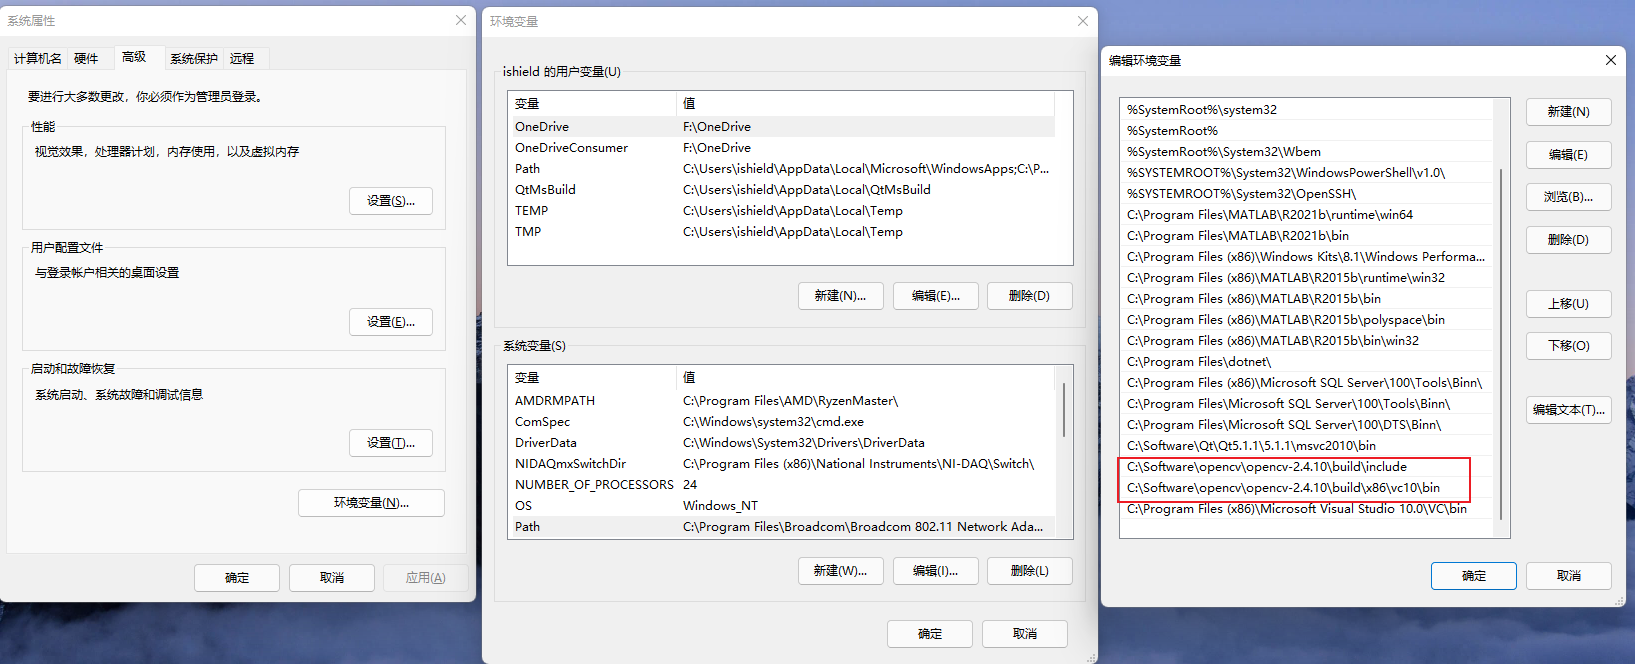 系统属性
计算机名 硬件 高级 系统保护 远程
要进行大多数更改，你必须作为管理员登录。
性能
视觉效果，处理器计划，内存使用，以及虚拟内存
设置(S)...
用户配置文件
与登录帐户相关的桌面设置
设置(E)...
启动和故障恢复
系统启动、系统故障和调试信息
设置(T)...
环境变量(N)...
确定 取消 应用(A)
环境变量
ishield 的用户变量(U)
变量 值
OneDrive F:\OneDrive
OneDriveConsumer F:\OneDrive
Path C:\Users\ishield\AppData\Local\Microsoft\WindowsApps;C:\P...
QtMsBuild C:\Users\ishield\AppData\Local\QtMsBuild
TEMP C:\Users\ishield\AppData\Local\Temp
TMP C:\Users\ishield\AppData\Local\Temp
新建(N)... 编辑(E)... 删除(D)
系统变量(S)
变量 值
AMDRMPATH C:\Program Files\AMD\RyzenMaster\
ComSpec C:\Windows\system32\cmd.exe
DriverData C:\Windows\System32\Drivers\DriverData
NIDAQmxSwitchDir C:\Program Files (x86)\National Instruments\NI-DAQ\Switch\
NUMBER_OF_PROCESSORS 24
OS Windows_NT
Path C:\Program Files\Broadcom\Broadcom 802.11 Network Ada...
新建(W)... 编辑(I)... 删除(L)
确定 取消
编辑环境变量
%SystemRoot%\system32
%SystemRoot%
%SystemRoot%\System32\Wbem
%SYSTEMROOT%\System32\WindowsPowerShell\v1.0\
%SYSTEMROOT%\System32\OpenSSH\
C:\Program Files\MATLAB\R2021b\runtime\win64
C:\Program Files\MATLAB\R2021b\bin
C:\Program Files (x86)\Windows Kits\8.1\Windows Performa...
C:\Program Files (x86)\MATLAB\R2015b\runtime\win32
C:\Program Files (x86)\MATLAB\R2015b\bin
C:\Program Files (x86)\MATLAB\R2015b\polyspace\bin
C:\Program Files (x86)\MATLAB\R2015b\bin\win32
C:\Program Files\dotnet\
C:\Program Files (x86)\Microsoft SQL Server\100\Tools\Binn\
C:\Program Files\Microsoft SQL Server\100\Tools\Binn\
C:\Program Files\Microsoft SQL Server\100\DTS\Binn\
C:\Software\Qt\Qt5.1.1\5.1.1\msvc2010\bin
C:\Software\opencv\opencv-2.4.10\build\include
C:\Software\opencv\opencv-2.4.10\build\x86\vc10\bin
C:\Program Files (x86)\Microsoft Visual Studio 10.0\VC\bin
新建(N)
编辑(E)
浏览(B)...
删除(D)
上移(U)
下移(O)
编辑文本(T)...
确定 取消